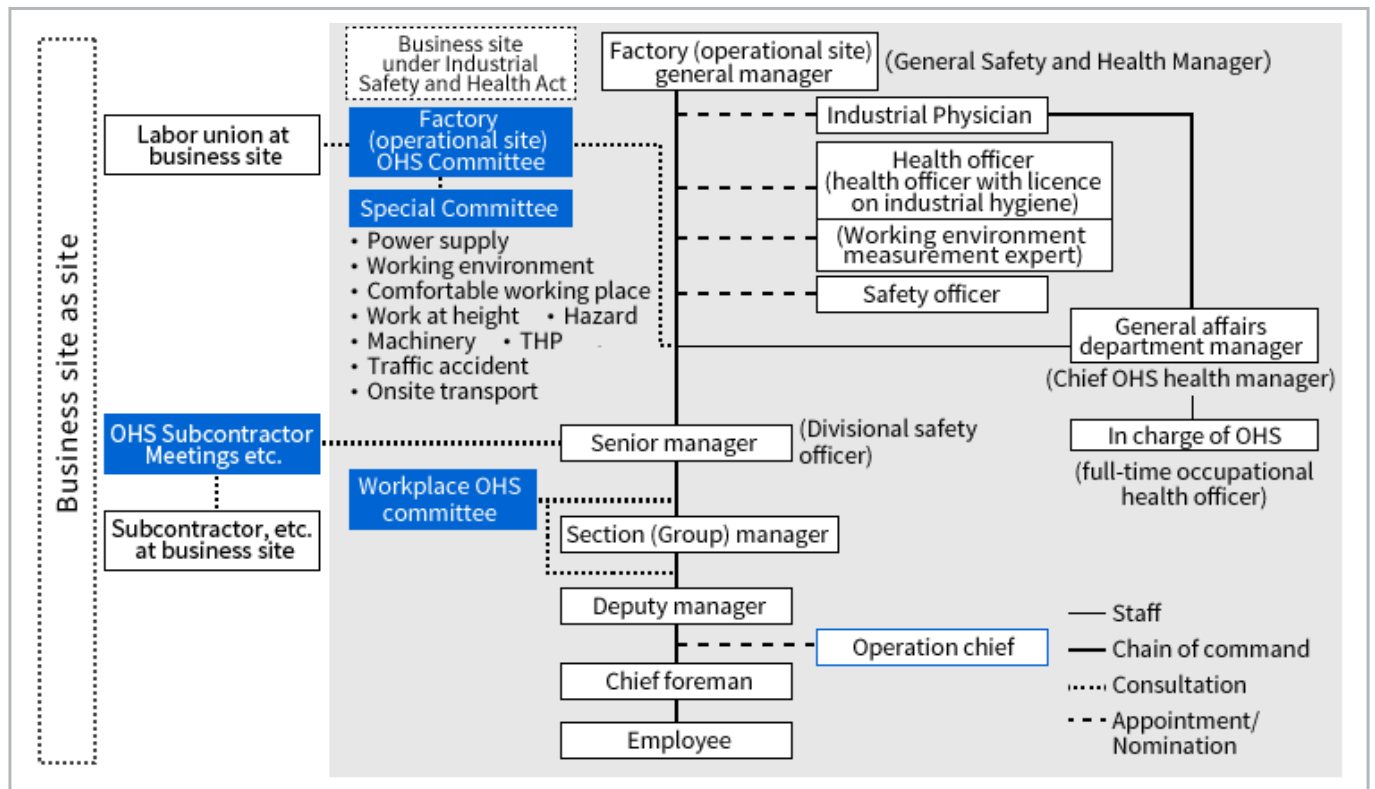 Business site as site
Business site
under Industrial
Safety and Health Act
Factory (operational site)
general manager
(General Safety and Health Manager)
Labor union at
business site
Factory
(operational site)
OHS Committee
Industrial Physician
Health officer
(health officer with licence
on industrial hygiene)
(Working environment
measurement expert)
Safety officer
Special Committee
・Power supply
・Working environment
・Comfortable working place
・Work at height ・Hazard
・Machinery ・THP
・Traffic accident
・Onsite transport
General affairs
department manager
(Chief OHS health manager)
In charge of OHS
(full-time occupational
health officer)
OHS Subcontractor
Meetings etc.
Senior manager
(Divisional safety
officer)
Workplace OHS
committee
Subcontractor, etc.
at business site
Section (Group) manager
Deputy manager
Operation chief
Chief foreman
Employee
Staff
Chain of command
Consultation
Appointment/
Nomination